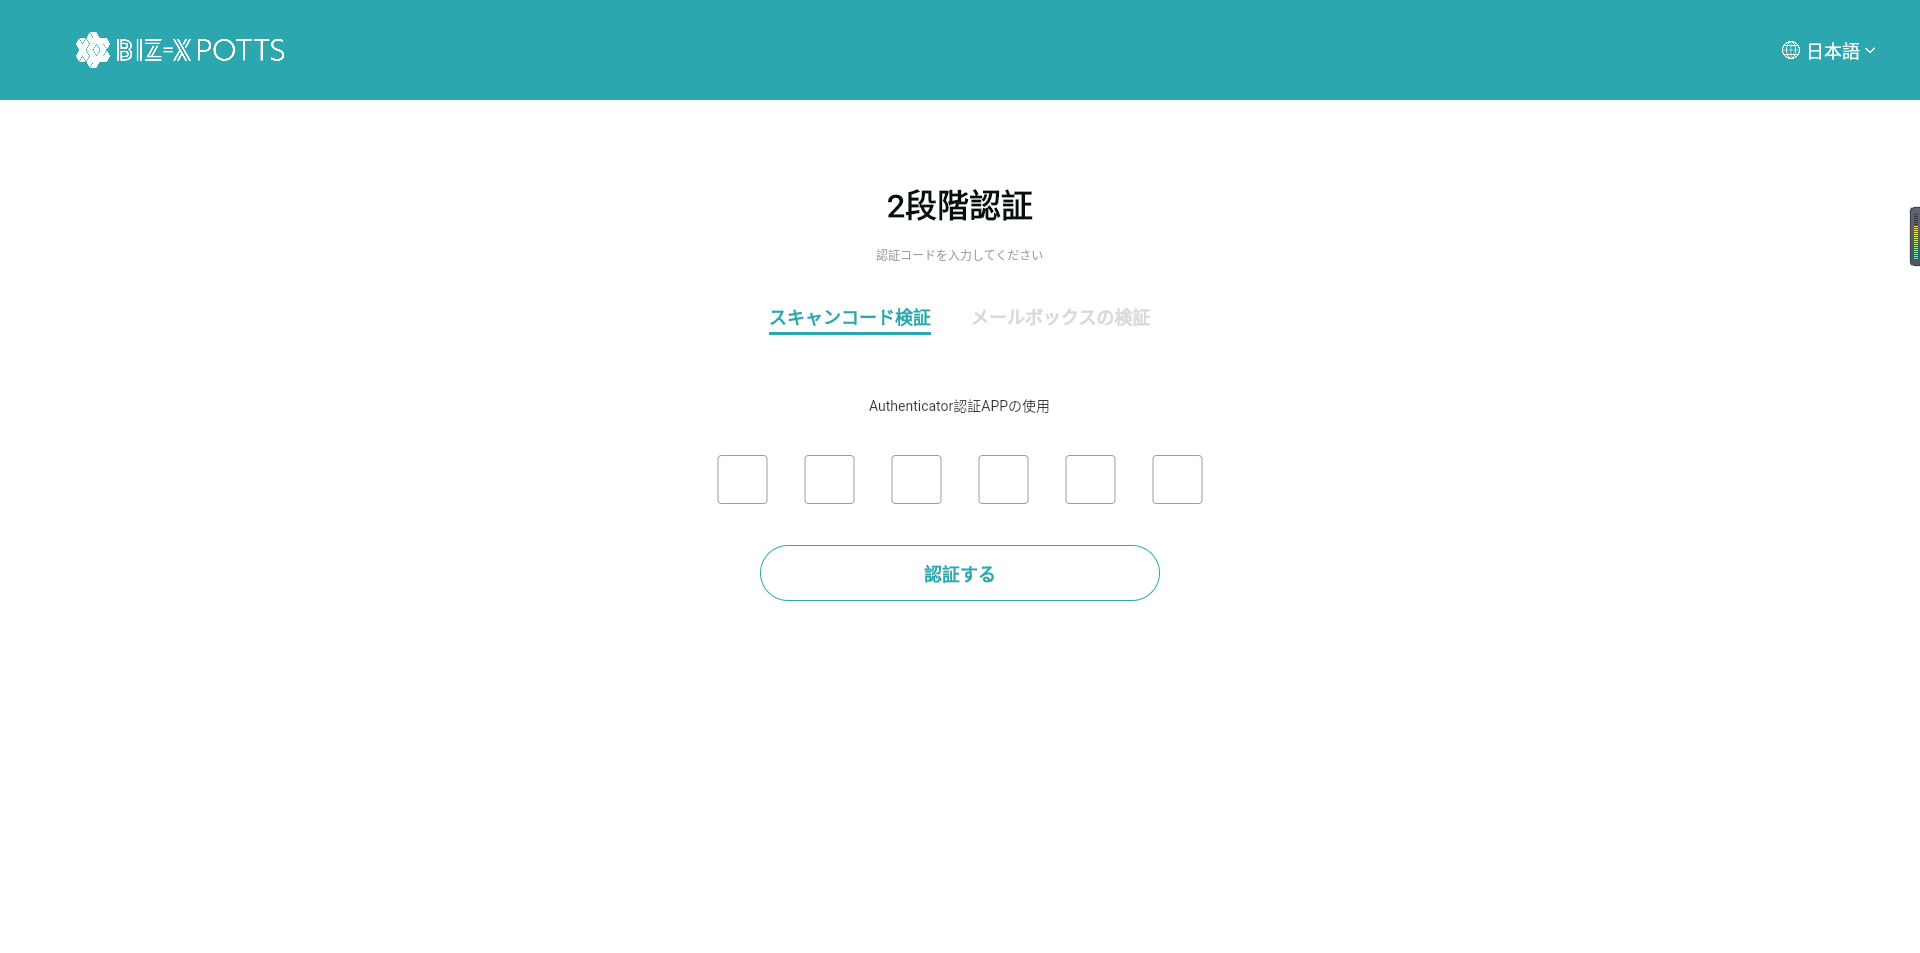 BIZ=X POTTS
日本語
2段階認証
認証コードを入力してください
スキャンコード検証 メールボックスの検証
Authenticator認証APPの使用
認証する